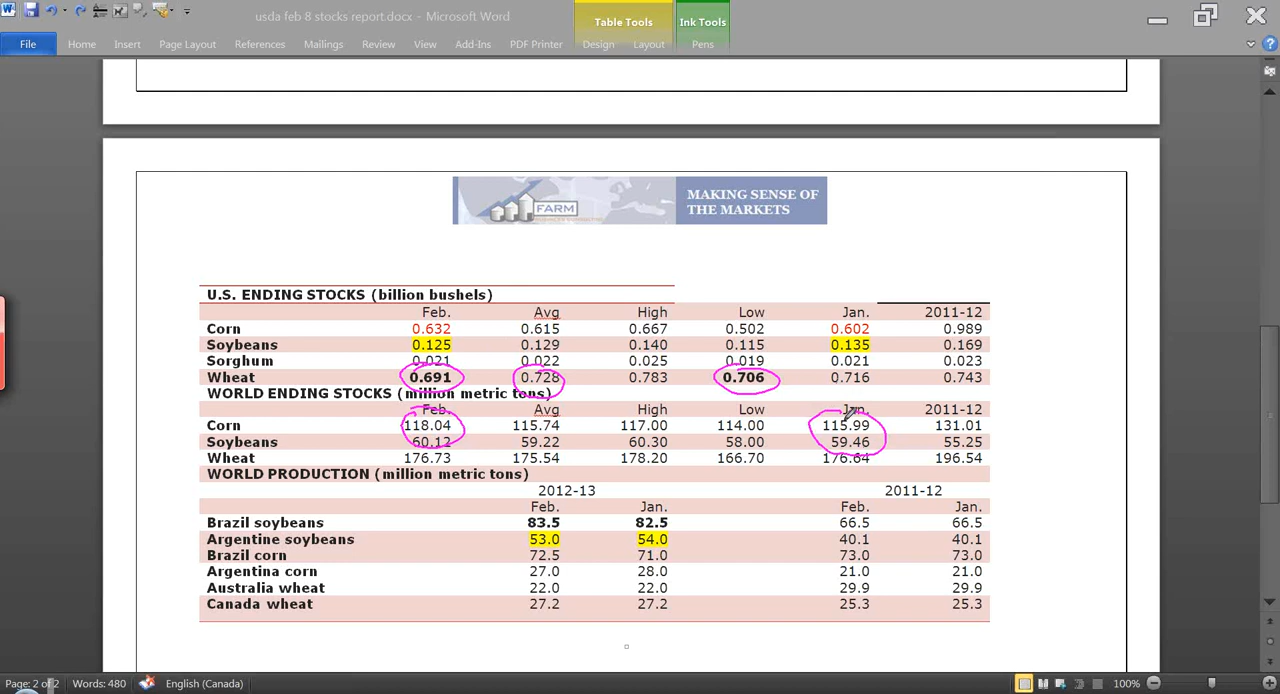 usda feb 8 stocks report.docx - Microsoft Word
Table Tools
Ink Tools
File Home Insert Page Layout References Mailings Review View Add-Ins PDF Printer Design Layout Pens
FARM
MAKING SENSE OF
THE MARKETS
U.S. ENDING STOCKS (billion bushels)
Feb. Avg High Low Jan. 2011-12
Corn 0.632 0.615 0.667 0.502 0.602 0.989
Soybeans 0.125 0.129 0.140 0.115 0.135 0.169
Sorghum 0.021 0.022 0.025 0.019 0.021 0.023
Wheat 0.691 0.728 0.783 0.706 0.716 0.743
WORLD ENDING STOCKS (million metric tons)
Feb. Avg High Low Jan. 2011-12
Corn 118.04 115.74 117.00 114.00 115.99 131.01
Soybeans 60.12 59.22 60.30 58.00 59.46 55.25
Wheat 176.73 175.54 178.20 166.70 176.64 196.54
WORLD PRODUCTION (million metric tons)
2012-13 2011-12
Feb. Jan. Feb. Jan.
Brazil soybeans 83.5 82.5 66.5 66.5
Argentine soybeans 53.0 54.0 40.1 40.1
Brazil corn 72.5 71.0 73.0 73.0
Argentina corn 27.0 28.0 21.0 21.0
Australia wheat 22.0 22.0 29.9 29.9
Canada wheat 27.2 27.2 25.3 25.3
Page: 2 of 2 Words: 480 English (Canada) 100%